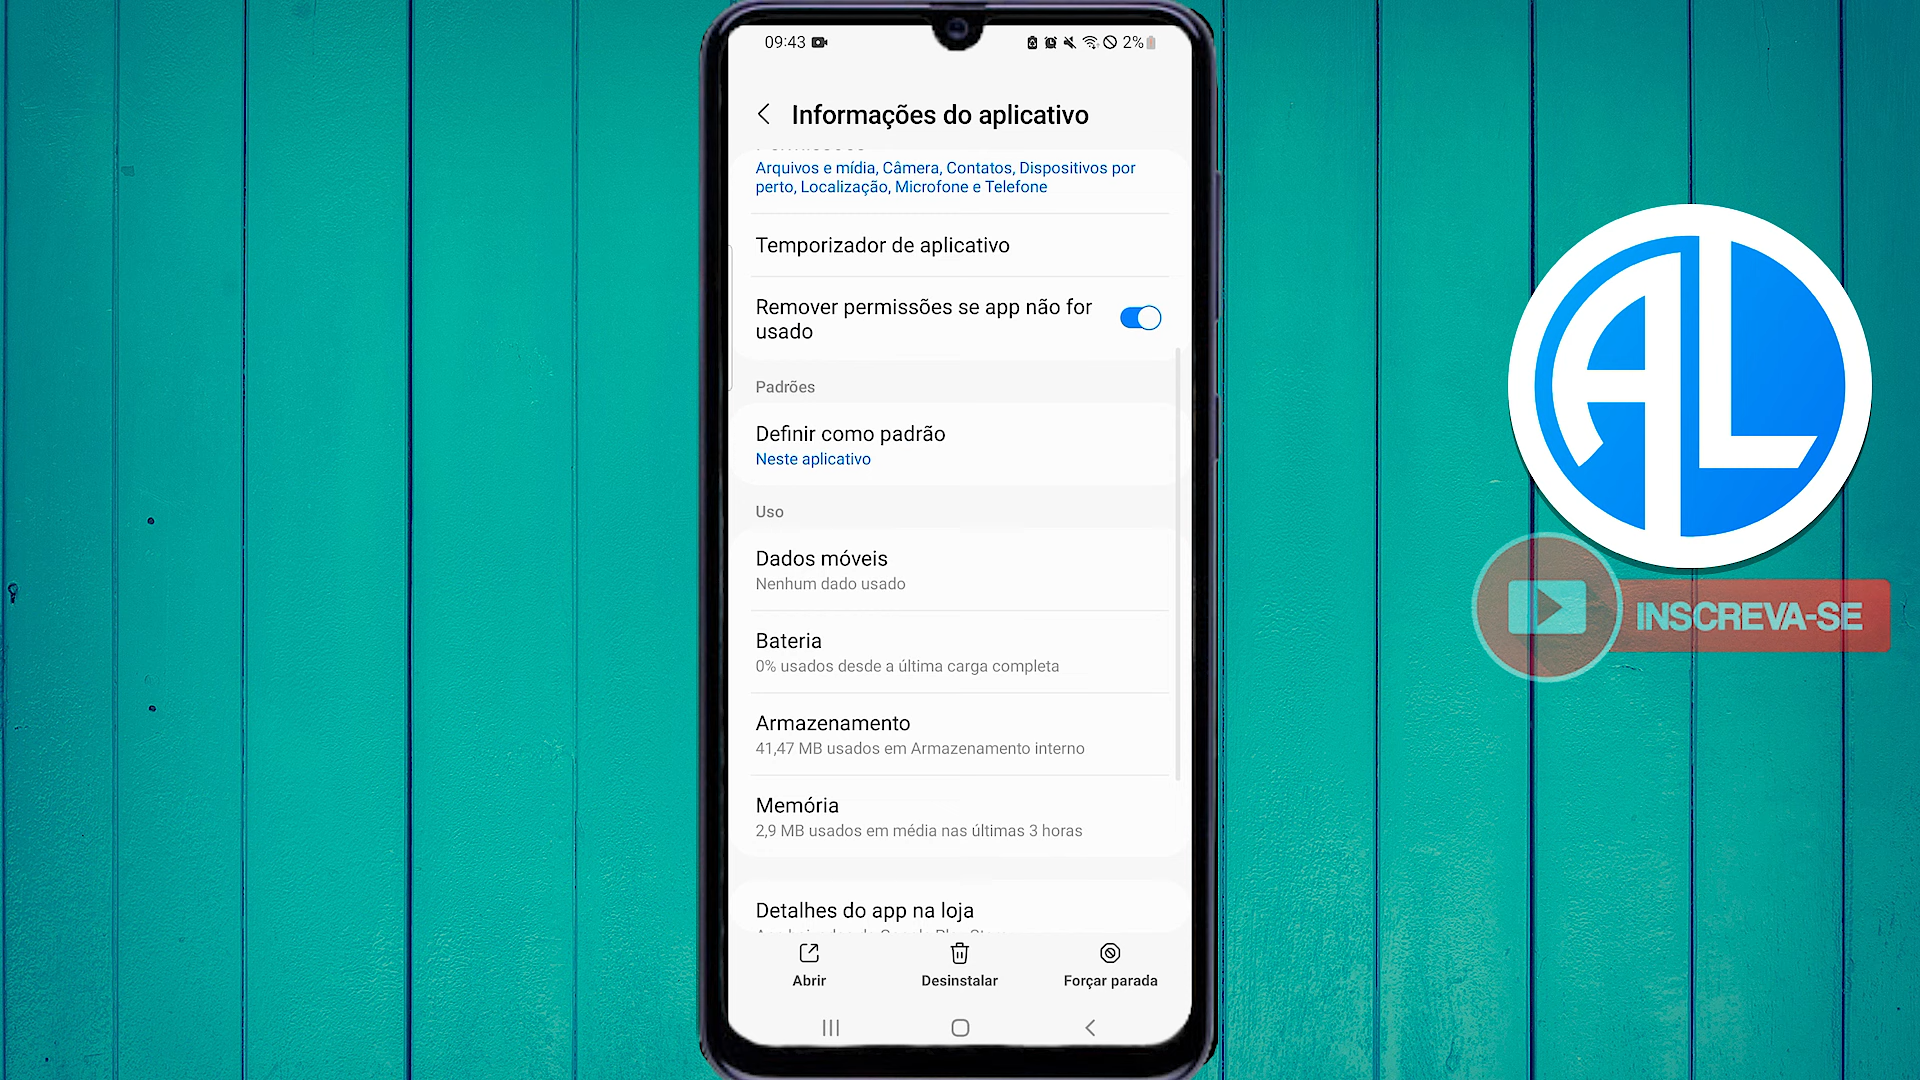 09:43
2%
Informações do aplicativo
Arquivos e mídia, Câmera, Contatos, Dispositivos por
perto, Localização, Microfone e Telefone
Temporizador de aplicativo
Remover permissões se app não for
usado
Padrões
Definir como padrão
Neste aplicativo
Uso
Dados móveis
Nenhum dado usado
Bateria
0% usados desde a última carga completa
Armazenamento
41,47 MB usados em Armazenamento interno
Memória
2,9 MB usados em média nas últimas 3 horas
Detalhes do app na loja
Abrir
Desinstalar
Forçar parada
AL
INSCREVA-SE